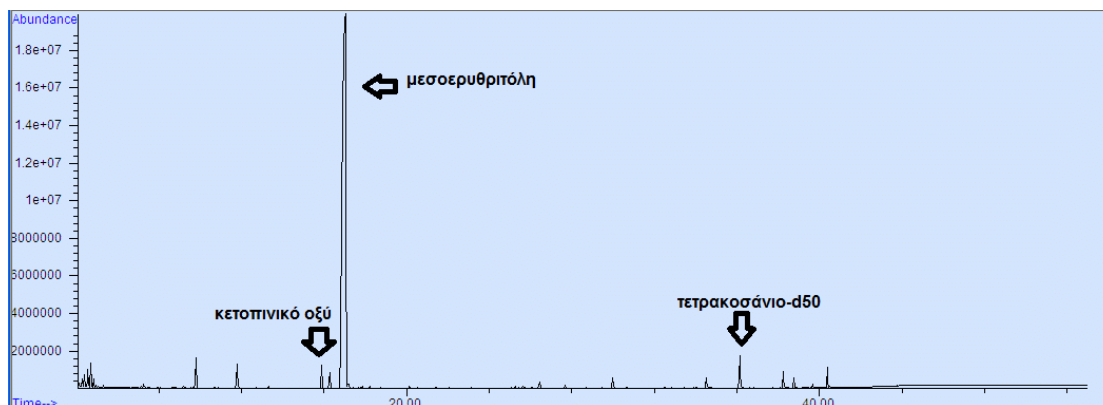 Abundance
1.8e+07
μεσοερυθριτόλη
1.6e+07
1.4e+07
1.2e+07
1e+07
8000000
6000000
τετρακοσάνιο-d50
4000000
κετοπινικό οξύ
2000000
Time-->
20.00
40.00